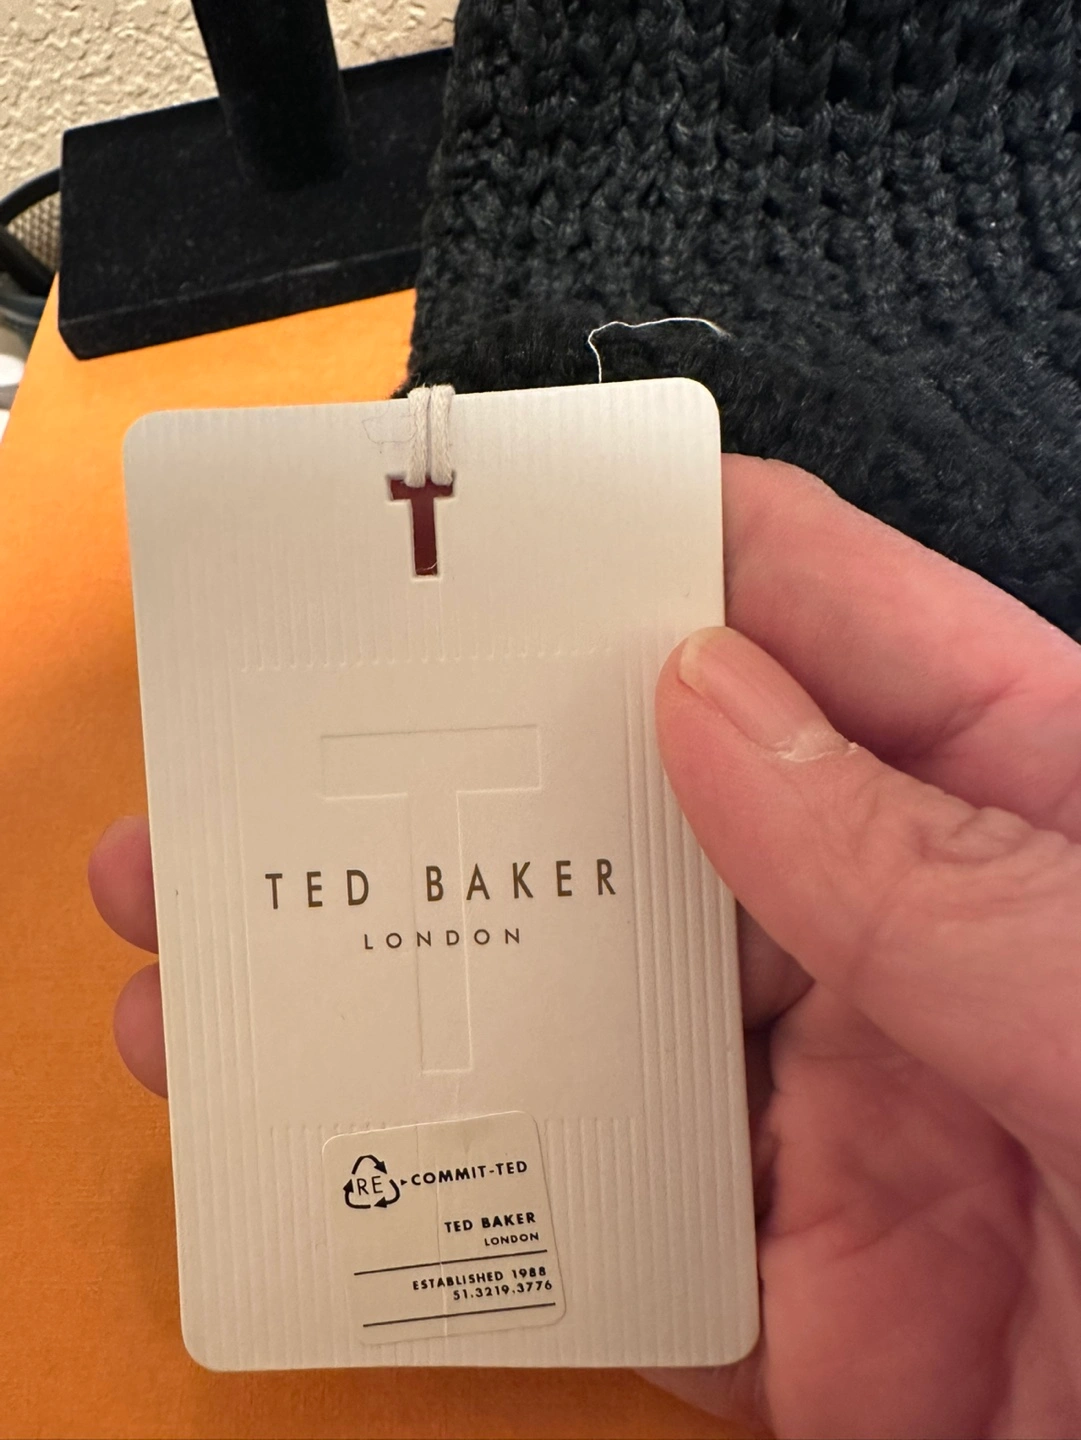 T
T
TED BAKER
LONDON
RE COMMIT-TED
TED BAKER
LONDON
ESTABLISHED 1988
51.3219.3776